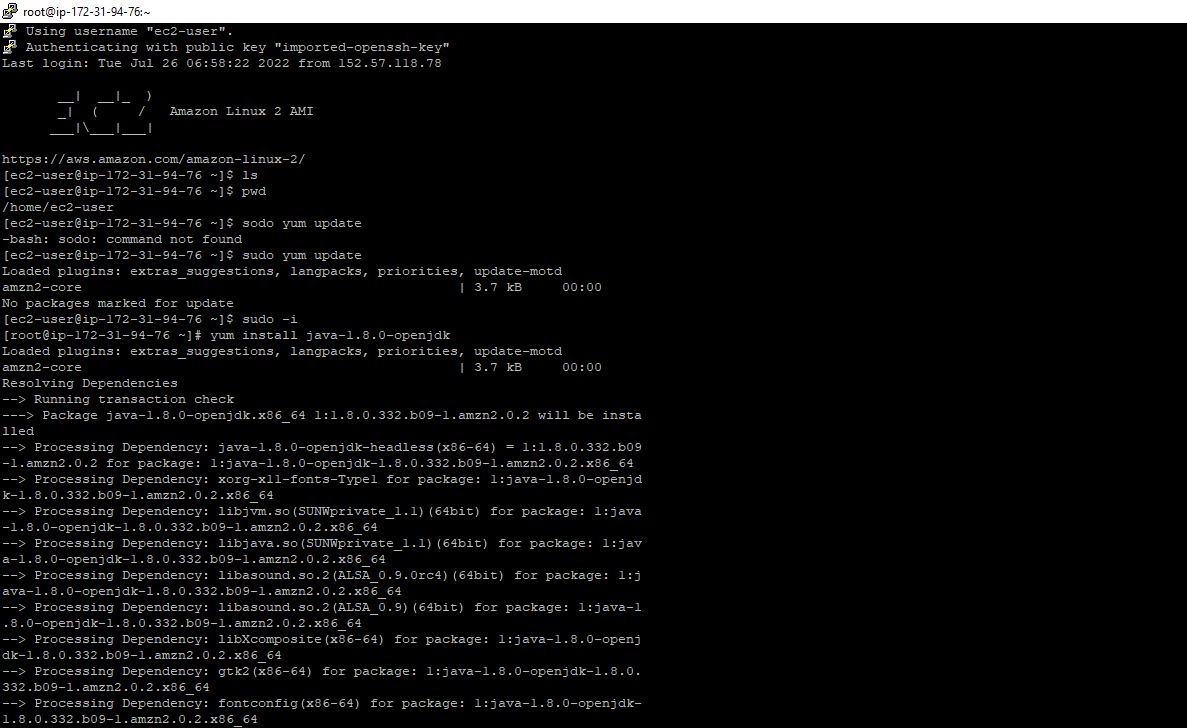 root@ip-172-31-94-76:~
Using username "ec2-user".
Authenticating with public key "imported-openssh-key"
Last login: Tue Jul 26 06:58:22 2022 from 152.57.118.78
__|  __|_  )
_|  (     /   Amazon Linux 2 AMI
___|\___|___|
https://aws.amazon.com/amazon-linux-2/
[ec2-user@ip-172-31-94-76 ~]$ ls
[ec2-user@ip-172-31-94-76 ~]$ pwd
/home/ec2-user
[ec2-user@ip-172-31-94-76 ~]$ sodo yum update
-bash: sodo: command not found
[ec2-user@ip-172-31-94-76 ~]$ sudo yum update
Loaded plugins: extras_suggestions, langpacks, priorities, update-motd
amzn2-core | 3.7 kB 00:00
No packages marked for update
[ec2-user@ip-172-31-94-76 ~]$ sudo -i
[root@ip-172-31-94-76 ~]# yum install java-1.8.0-openjdk
Loaded plugins: extras_suggestions, langpacks, priorities, update-motd
amzn2-core | 3.7 kB 00:00
Resolving Dependencies
--> Running transaction check
---> Package java-1.8.0-openjdk.x86_64 1:1.8.0.332.b09-1.amzn2.0.2 will be insta
lled
--> Processing Dependency: java-1.8.0-openjdk-headless(x86-64) = 1:1.8.0.332.b09
-1.amzn2.0.2 for package: 1:java-1.8.0-openjdk-1.8.0.332.b09-1.amzn2.0.2.x86_64
--> Processing Dependency: xorg-x11-fonts-Type1 for package: 1:java-1.8.0-openjd
k-1.8.0.332.b09-1.amzn2.0.2.x86_64
--> Processing Dependency: libjvm.so(SUNWprivate_1.1)(64bit) for package: 1:java
-1.8.0-openjdk-1.8.0.332.b09-1.amzn2.0.2.x86_64
--> Processing Dependency: libjava.so(SUNWprivate_1.1)(64bit) for package: 1:jav
a-1.8.0-openjdk-1.8.0.332.b09-1.amzn2.0.2.x86_64
--> Processing Dependency: libasound.so.2(ALSA_0.9.0rc4)(64bit) for package: 1:j
ava-1.8.0-openjdk-1.8.0.332.b09-1.amzn2.0.2.x86_64
--> Processing Dependency: libasound.so.2(ALSA_0.9)(64bit) for package: 1:java-1
.8.0-openjdk-1.8.0.332.b09-1.amzn2.0.2.x86_64
--> Processing Dependency: libXcomposite(x86-64) for package: 1:java-1.8.0-openj
dk-1.8.0.332.b09-1.amzn2.0.2.x86_64
--> Processing Dependency: gtk2(x86-64) for package: 1:java-1.8.0-openjdk-1.8.0.
332.b09-1.amzn2.0.2.x86_64
--> Processing Dependency: fontconfig(x86-64) for package: 1:java-1.8.0-openjdk-
1.8.0.332.b09-1.amzn2.0.2.x86_64